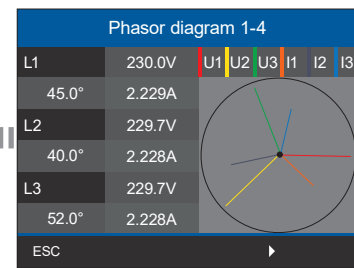 Phasor diagram 1-4
L1 230.0V U1 U2 U3 I1 I2 I3
45.0° 2.229A
L2 229.7V
40.0° 2.228A
L3 229.7V
52.0° 2.228A
ESC